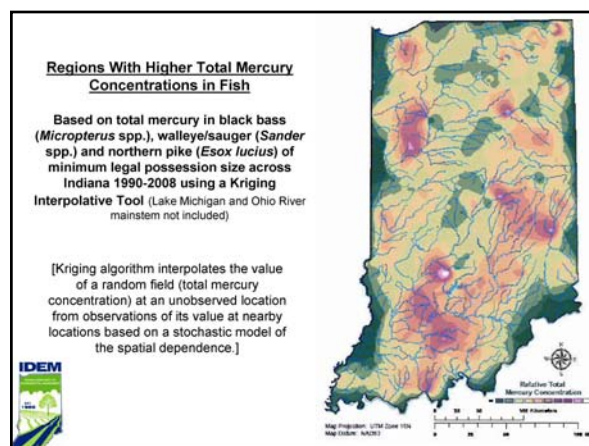 Regions With Higher Total Mercury
Concentrations in Fish
Based on total mercury in black bass
(Micropterus spp.), walleye/sauger (Sander
spp.) and northern pike (Esox lucius) of
minimum legal possession size across
Indiana 1990-2008 using a Kriging
Interpolative Tool (Lake Michigan and Ohio River
mainstem not included)
[Kriging algorithm interpolates the value
of a random field (total mercury
concentration) at an unobserved location
from observations of its value at nearby
locations based on a stochastic model of
the spatial dependence.]
IDEM
Relative Total
Mercury Concentration
Kilometers
Map Projection: UTM Zone
Map Datum: